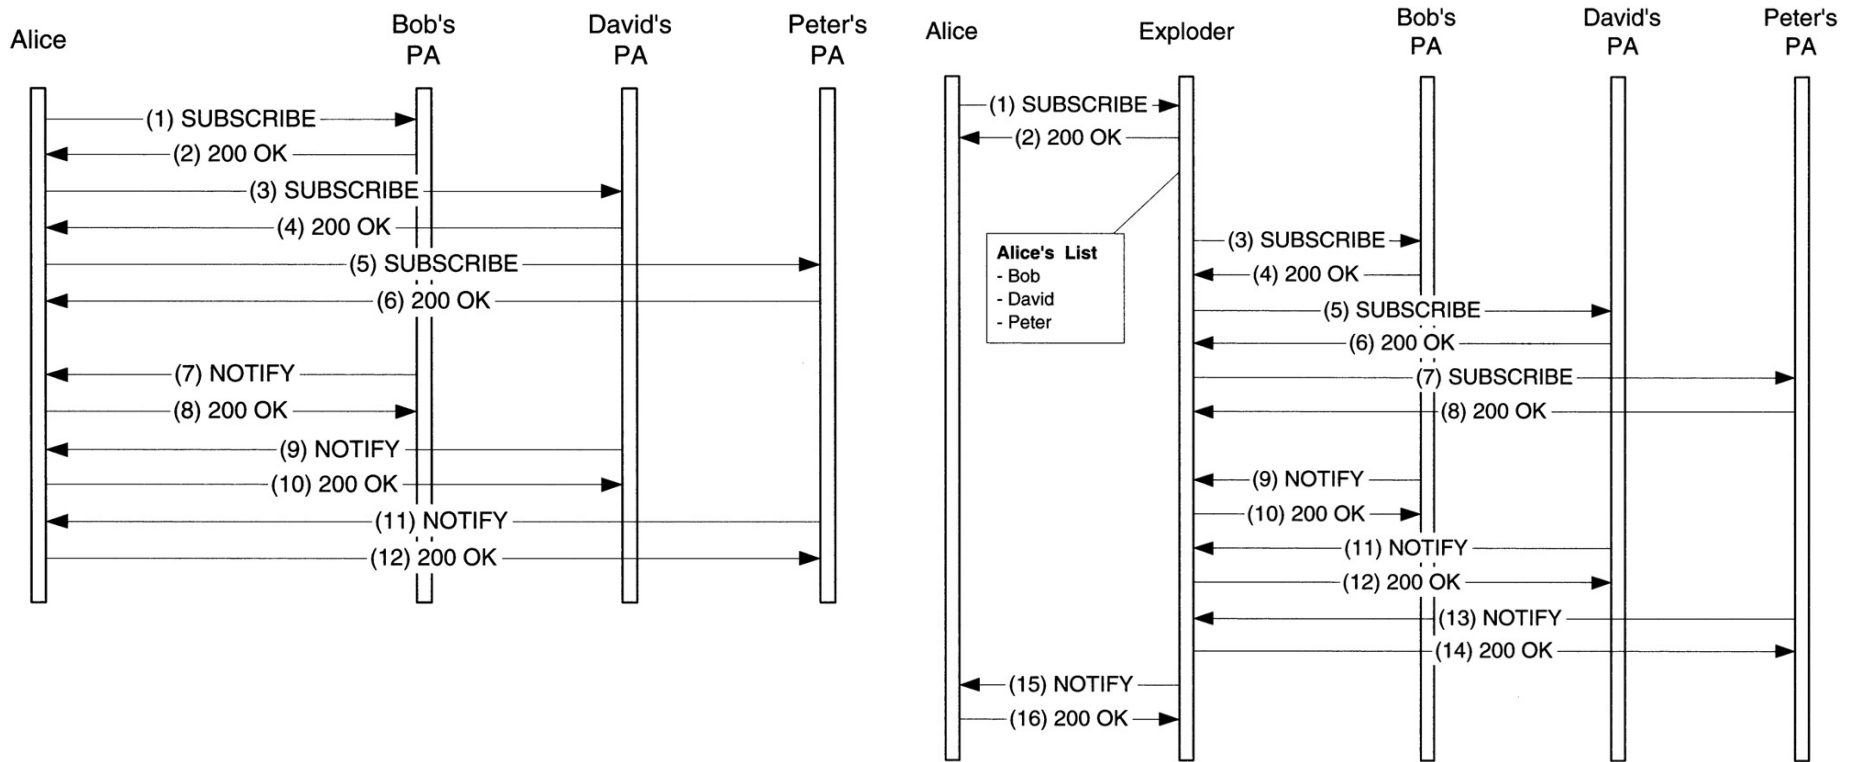 Alice
Bob's
PA
David's
PA
Peter's
PA
(1) SUBSCRIBE
(2) 200 OK
(3) SUBSCRIBE
(4) 200 OK
(5) SUBSCRIBE
(6) 200 OK
(7) NOTIFY
(8) 200 OK
(9) NOTIFY
(10) 200 OK
(11) NOTIFY
(12) 200 OK
Alice
Exploder
Bob's
PA
David's
PA
Peter's
PA
(1) SUBSCRIBE
(2) 200 OK
Alice's List
- Bob
- David
- Peter
(3) SUBSCRIBE
(4) 200 OK
(5) SUBSCRIBE
(6) 200 OK
(7) SUBSCRIBE
(8) 200 OK
(9) NOTIFY
(10) 200 OK
(11) NOTIFY
(12) 200 OK
(13) NOTIFY
(14) 200 OK
(15) NOTIFY
(16) 200 OK